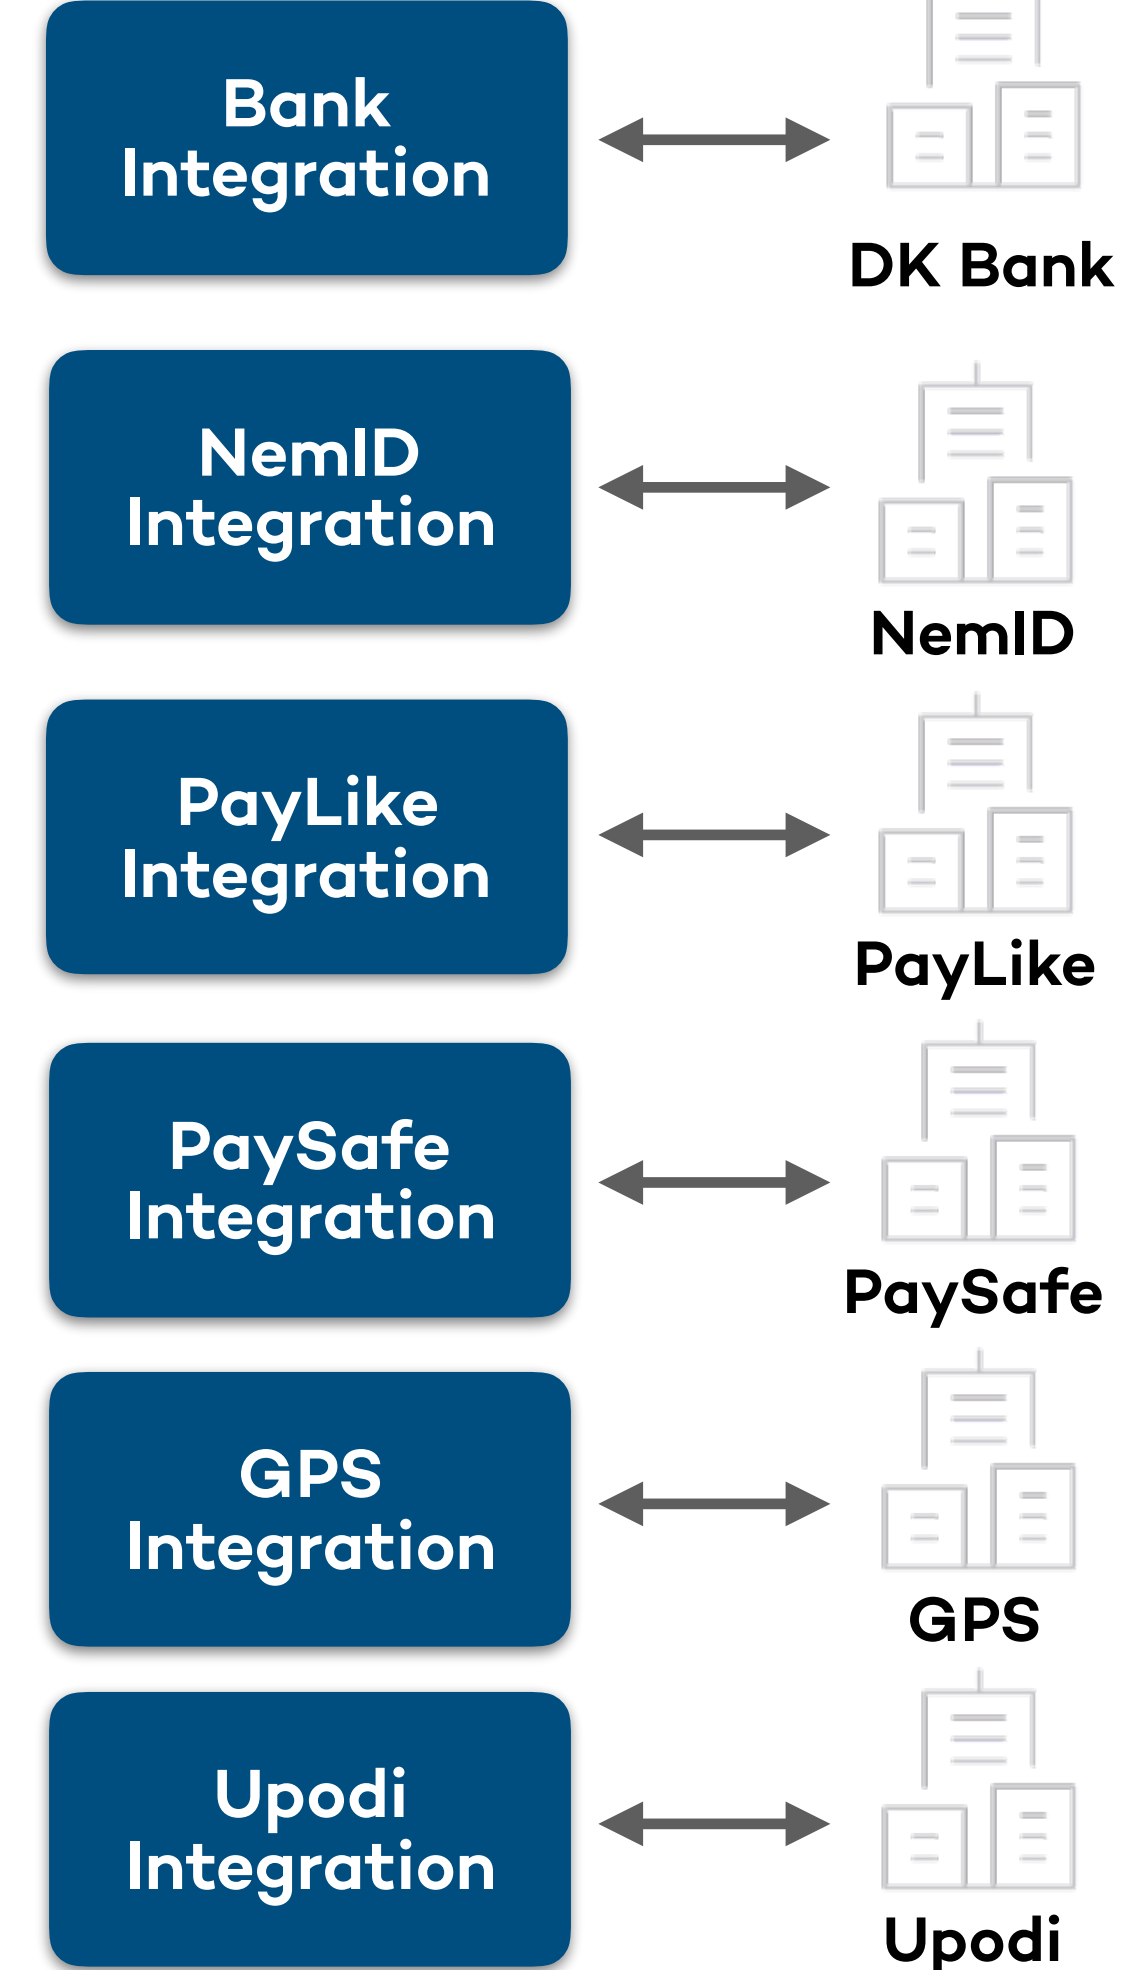 Bank
Integration
DK Bank
NemID
Integration
NemID
PayLike
Integration
PayLike
PaySafe
Integration
PaySafe
GPS
Integration
GPS
Upodi
Integration
Upodi